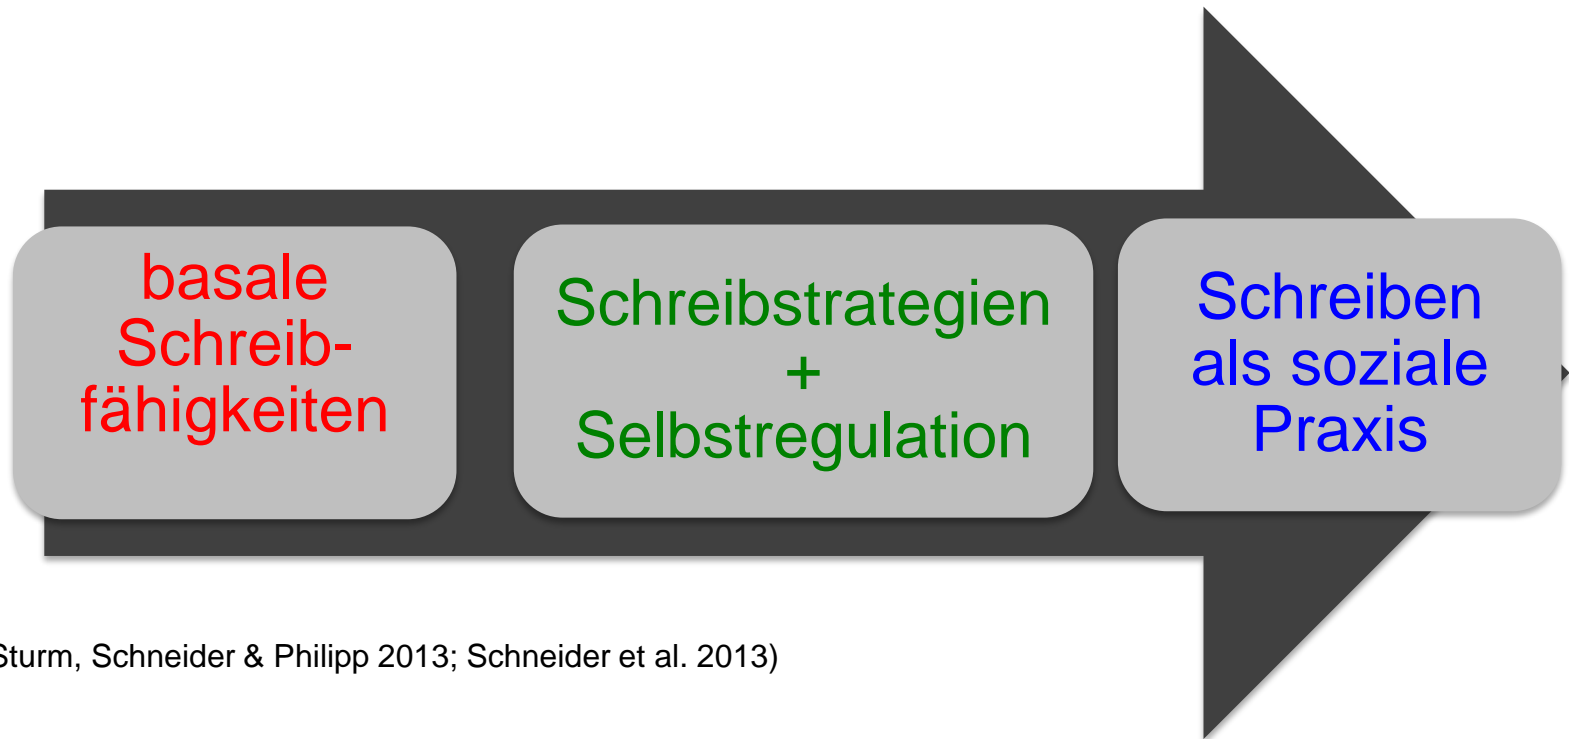 basale
Schreib-
fähigkeiten
Schreibstrategien
+
Selbstregulation
Schreiben
als soziale
Praxis
Sturm, Schneider & Philipp 2013; Schneider et al. 2013)